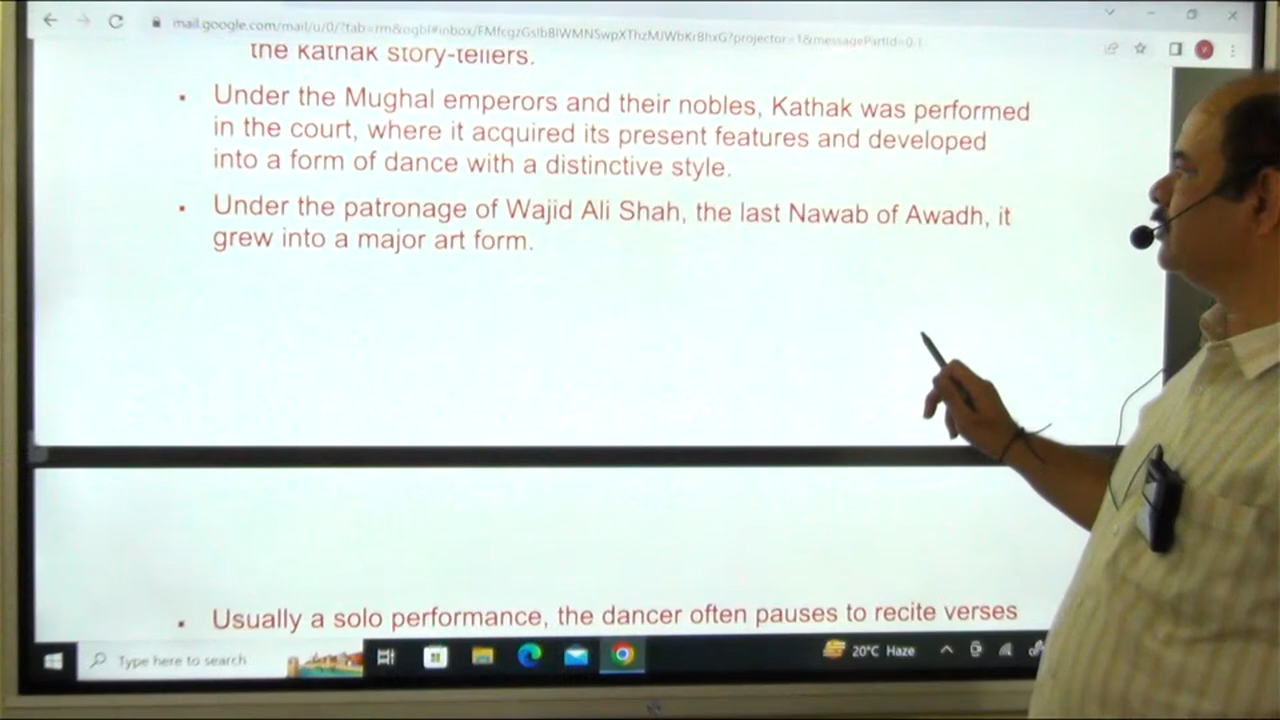 the Kathak story-tellers.
▪ Under the Mughal emperors and their nobles, Kathak was performed
in the court, where it acquired its present features and developed
into a form of dance with a distinctive style.
▪ Under the patronage of Wajid Ali Shah, the last Nawab of Awadh, it
grew into a major art form.
▪ Usually a solo performance, the dancer often pauses to recite verses
Type here to search
20°C Haze